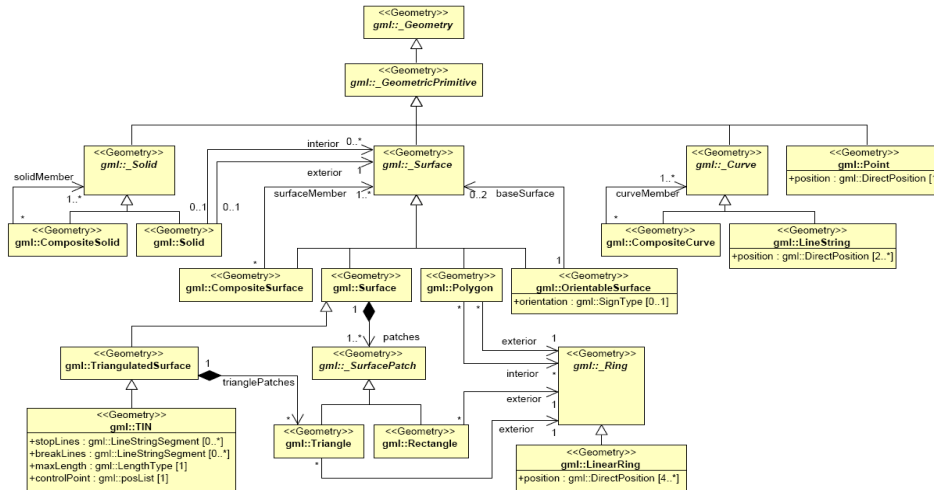 <<Geometry>>
gml::_Geometry
<<Geometry>>
gml::_GeometricPrimitive
<<Geometry>>
gml::_Solid
interior
0..*
exterior
1
<<Geometry>>
gml::_Surface
<<Geometry>>
gml::_Curve
<<Geometry>>
gml::Point
+position : gml::DirectPosition [1
solidMember
1..*
*
surfaceMember
1..*
0..2
baseSurface
curveMember
1..*
*
0..1
0..1
<<Geometry>>
gml::CompositeSolid
<<Geometry>>
gml::Solid
<<Geometry>>
gml::CompositeCurve
<<Geometry>>
gml::LineString
+position : gml::DirectPosition [2..*]
*
1
<<Geometry>>
gml::CompositeSurface
<<Geometry>>
gml::Surface
<<Geometry>>
gml::Polygon
<<Geometry>>
gml::OrientableSurface
+orientation : gml::SignType [0..1]
1
*
*
1..*
patches
exterior
1
interior
*
<<Geometry>>
gml::TriangulatedSurface
1
trianglePatches
*
<<Geometry>>
gml::_SurfacePatch
<<Geometry>>
gml::_Ring
exterior
1
exterior
1
<<Geometry>>
gml::TIN
+stopLines : gml::LineStringSegment [0..*]
+breakLines : gml::LineStringSegment [0..*]
+maxLength : gml::LengthType [1]
+controlPoint : gml::posList [1]
<<Geometry>>
gml::Triangle
*
<<Geometry>>
gml::Rectangle
*
<<Geometry>>
gml::LinearRing
+position : gml::DirectPosition [4..*]